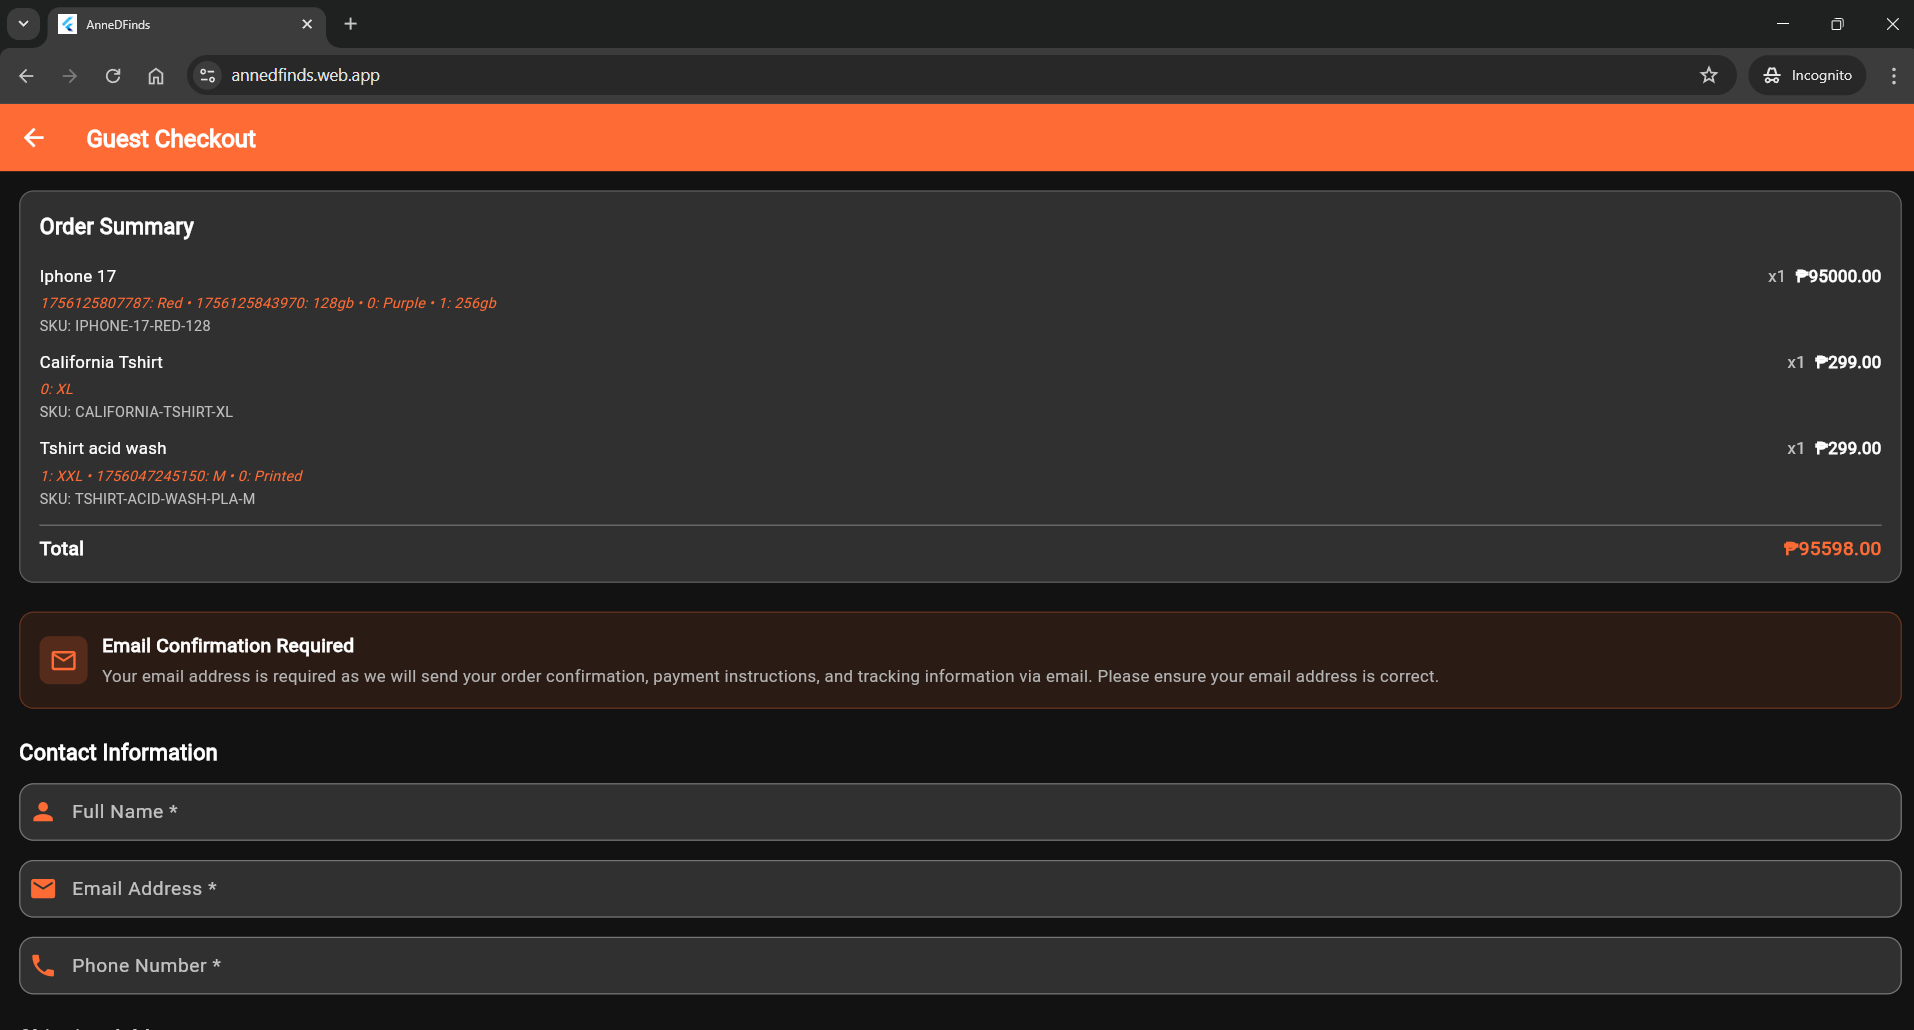 AnneDFinds
annedfinds.web.app
Incognito
Guest Checkout
Order Summary
Iphone 17 x1 ₱95000.00
1756125807787: Red • 1756125843970: 128gb • 0: Purple • 1: 256gb
SKU: IPHONE-17-RED-128
California Tshirt x1 ₱299.00
0: XL
SKU: CALIFORNIA-TSHIRT-XL
Tshirt acid wash x1 ₱299.00
1: XXL • 1756047245150: M • 0: Printed
SKU: TSHIRT-ACID-WASH-PLA-M
Total ₱95598.00
Email Confirmation Required
Your email address is required as we will send your order confirmation, payment instructions, and tracking information via email. Please ensure your email address is correct.
Contact Information
Full Name *
Email Address *
Phone Number *